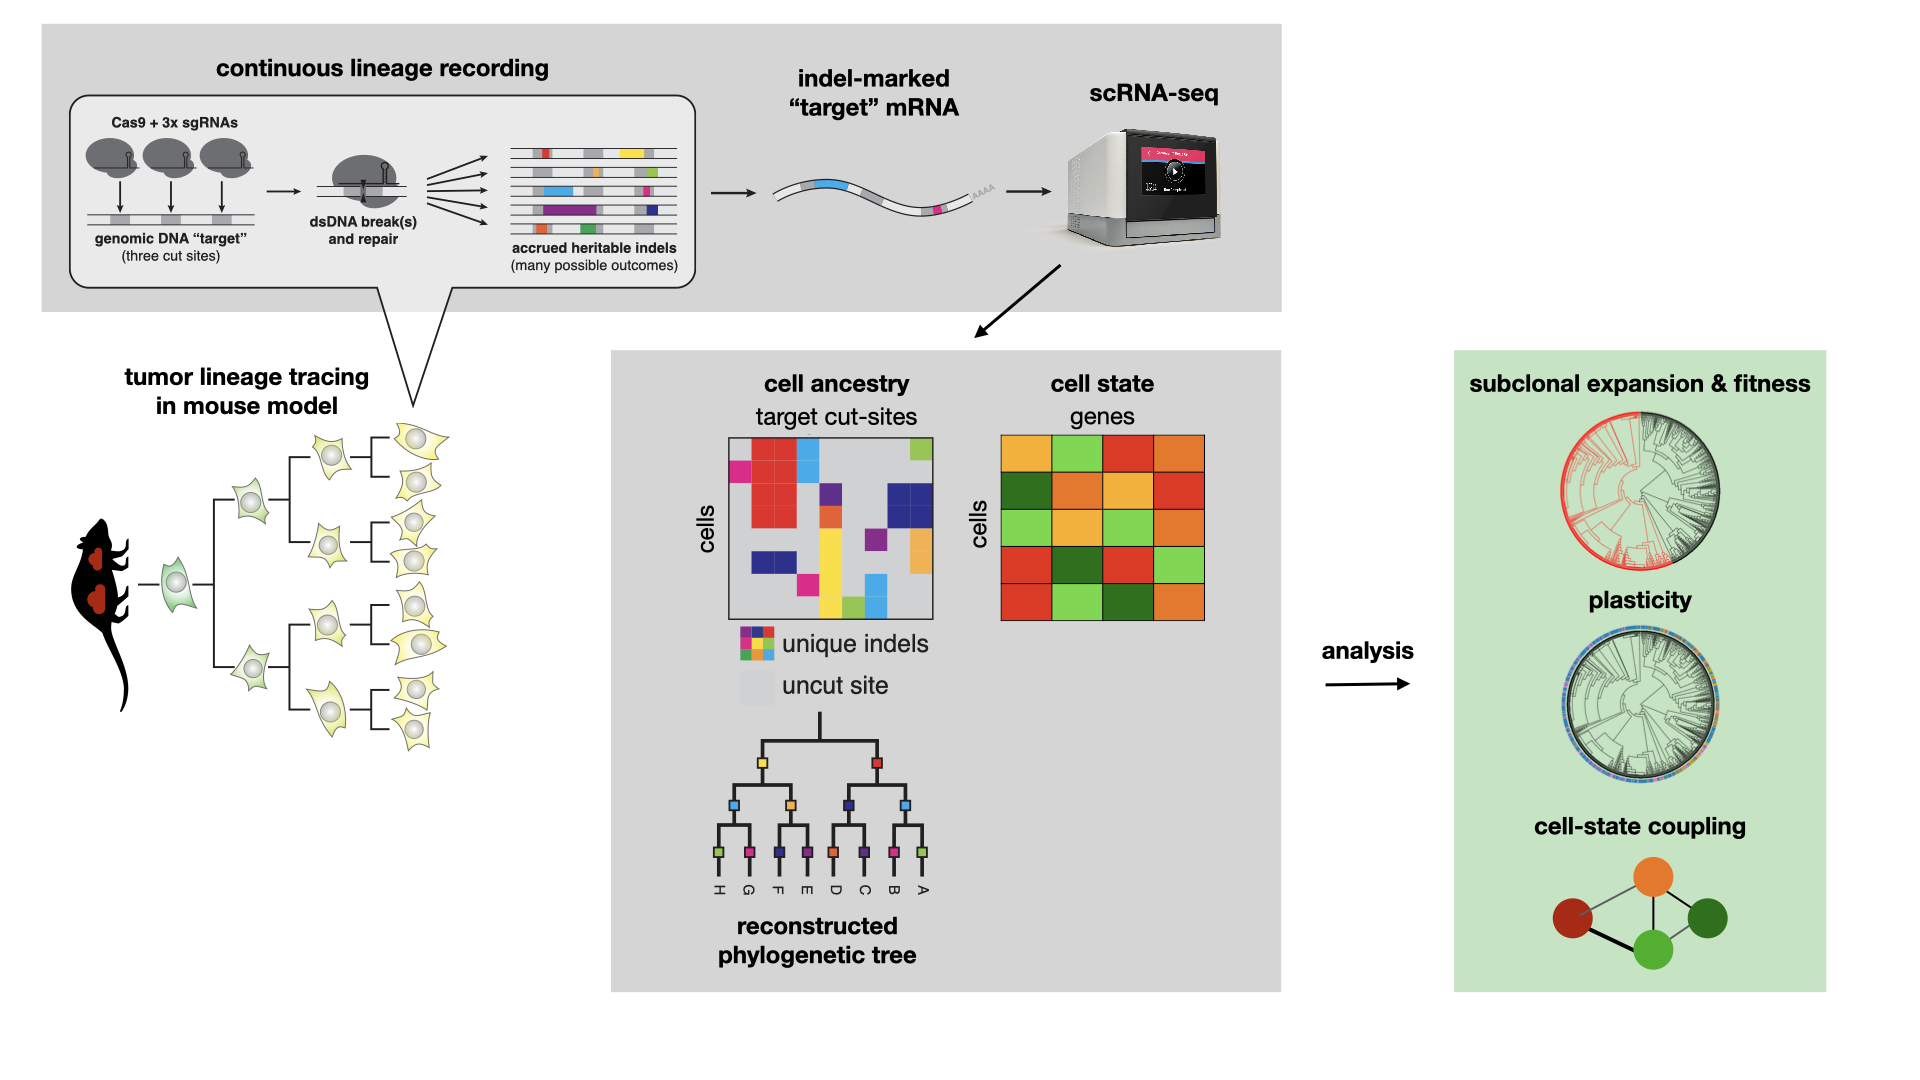 continuous lineage recording
Cas9 + 3x sgRNAs
genomic DNA “target”
(three cut sites)
dsDNA break(s)
and repair
accrued heritable indels
(many possible outcomes)
indel-marked
“target” mRNA
AAAA
scRNA-seq
tumor lineage tracing
in mouse model
cell ancestry
target cut-sites
cells
unique indels
uncut site
H G F E D C B A
reconstructed
phylogenetic tree
cell state
genes
cells
analysis
subclonal expansion & fitness
plasticity
cell-state coupling